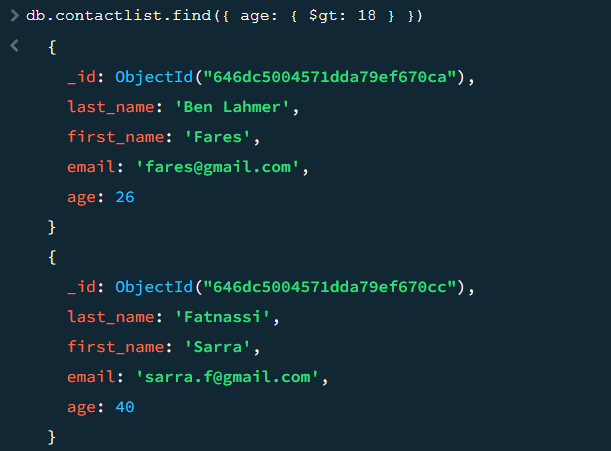 > db.contactlist.find({ age: { $gt: 18 } })
< {
_id: ObjectId("646dc5004571dda79ef670ca"),
last_name: 'Ben Lahmer',
first_name: 'Fares',
email: 'fares@gmail.com',
age: 26
}
{
_id: ObjectId("646dc5004571dda79ef670cc"),
last_name: 'Fatnassi',
first_name: 'Sarra',
email: 'sarra.f@gmail.com',
age: 40
}